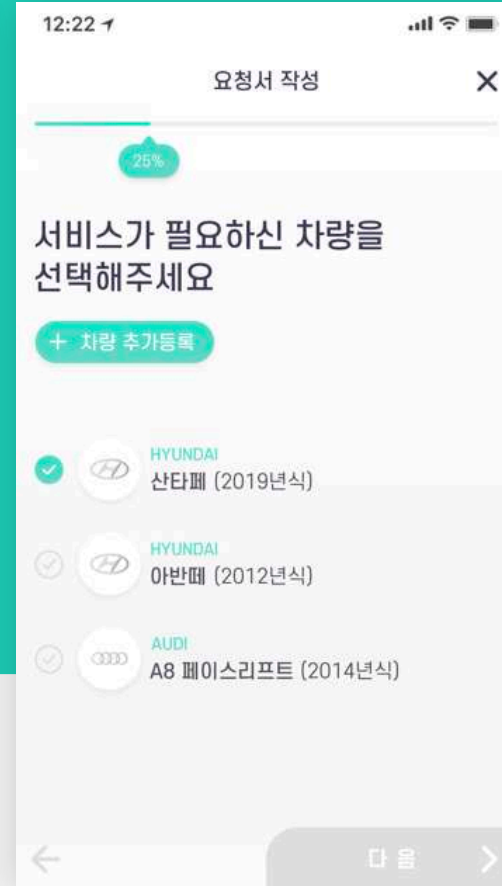 12:22
요청서 작성
25%
서비스가 필요하신 차량을
선택해주세요
+ 차량 추가등록
HYUNDAI
산타페 (2019년식)
HYUNDAI
아반떼 (2012년식)
AUDI
A8 페이스리프트 (2014년식)
다음